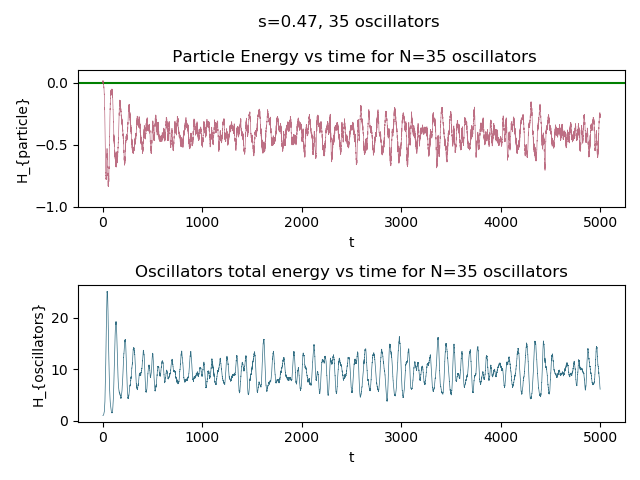 s=0.47, 35 oscillators
Particle Energy vs time for N=35 oscillators
H_{particle}
0.0
−0.5
−1.0
0 1000 2000 3000 4000 5000
t
Oscillators total energy vs time for N=35 oscillators
H_{oscillators}
20
10
0
0 1000 2000 3000 4000 5000
t